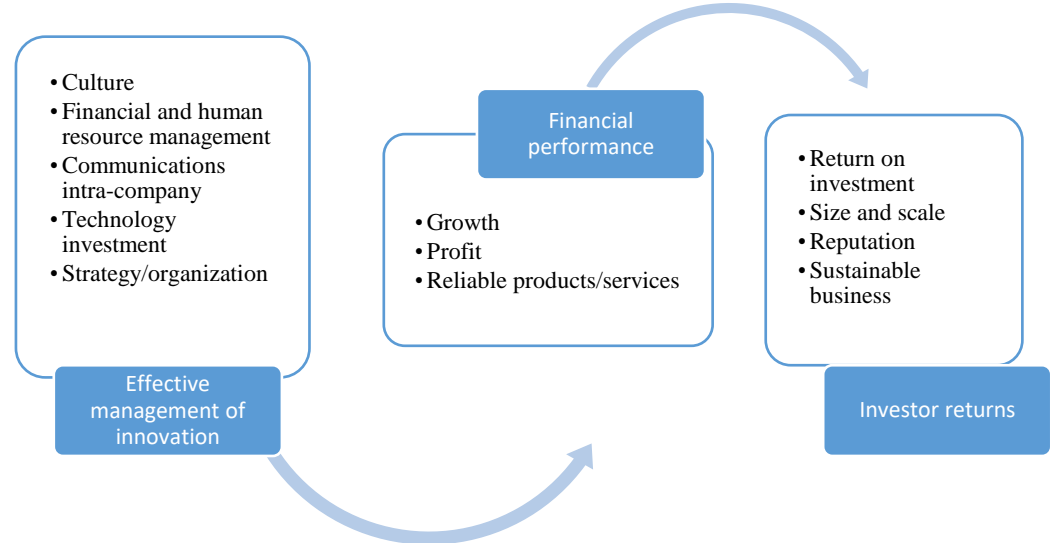 • Culture
• Financial and human
resource management
• Communications
intra-company
• Technology
investment
• Strategy/organization
Effective
management of
innovation
Financial
performance
• Growth
• Profit
• Reliable products/services
• Return on
investment
• Size and scale
• Reputation
• Sustainable
business
Investor returns